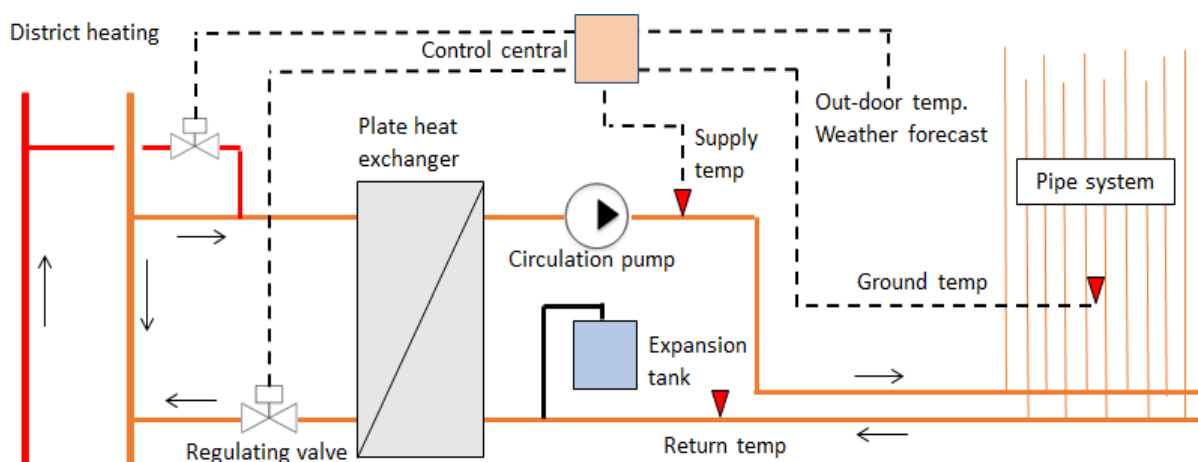 District heating
Control central
Out-door temp.
Weather forecast
Plate heat
exchanger
Supply
temp
Pipe system
Circulation pump
Ground temp
Expansion
tank
Regulating valve
Return temp